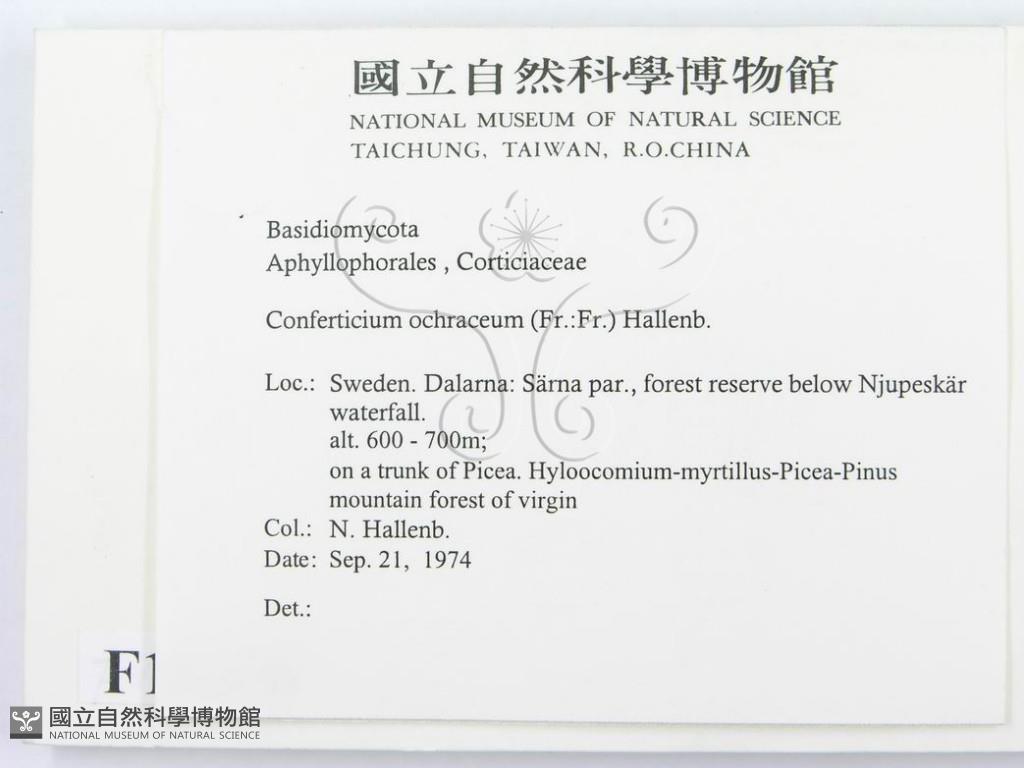 國立自然科學博物館
NATIONAL MUSEUM OF NATURAL SCIENCE
TAICHUNG, TAIWAN, R.O.CHINA
Basidiomycota
Aphyllophorales , Corticiaceae
Conferticium ochraceum (Fr.:Fr.) Hallenb.
Loc.: Sweden. Dalarna: Särna par., forest reserve below Njupeskär
waterfall.
alt. 600 - 700m;
on a trunk of Picea. Hyloocomium-myrtillus-Picea-Pinus
mountain forest of virgin
Col.: N. Hallenb.
Date: Sep. 21, 1974
Det.:
F1
國立自然科學博物館
NATIONAL MUSEUM OF NATURAL SCIENCE